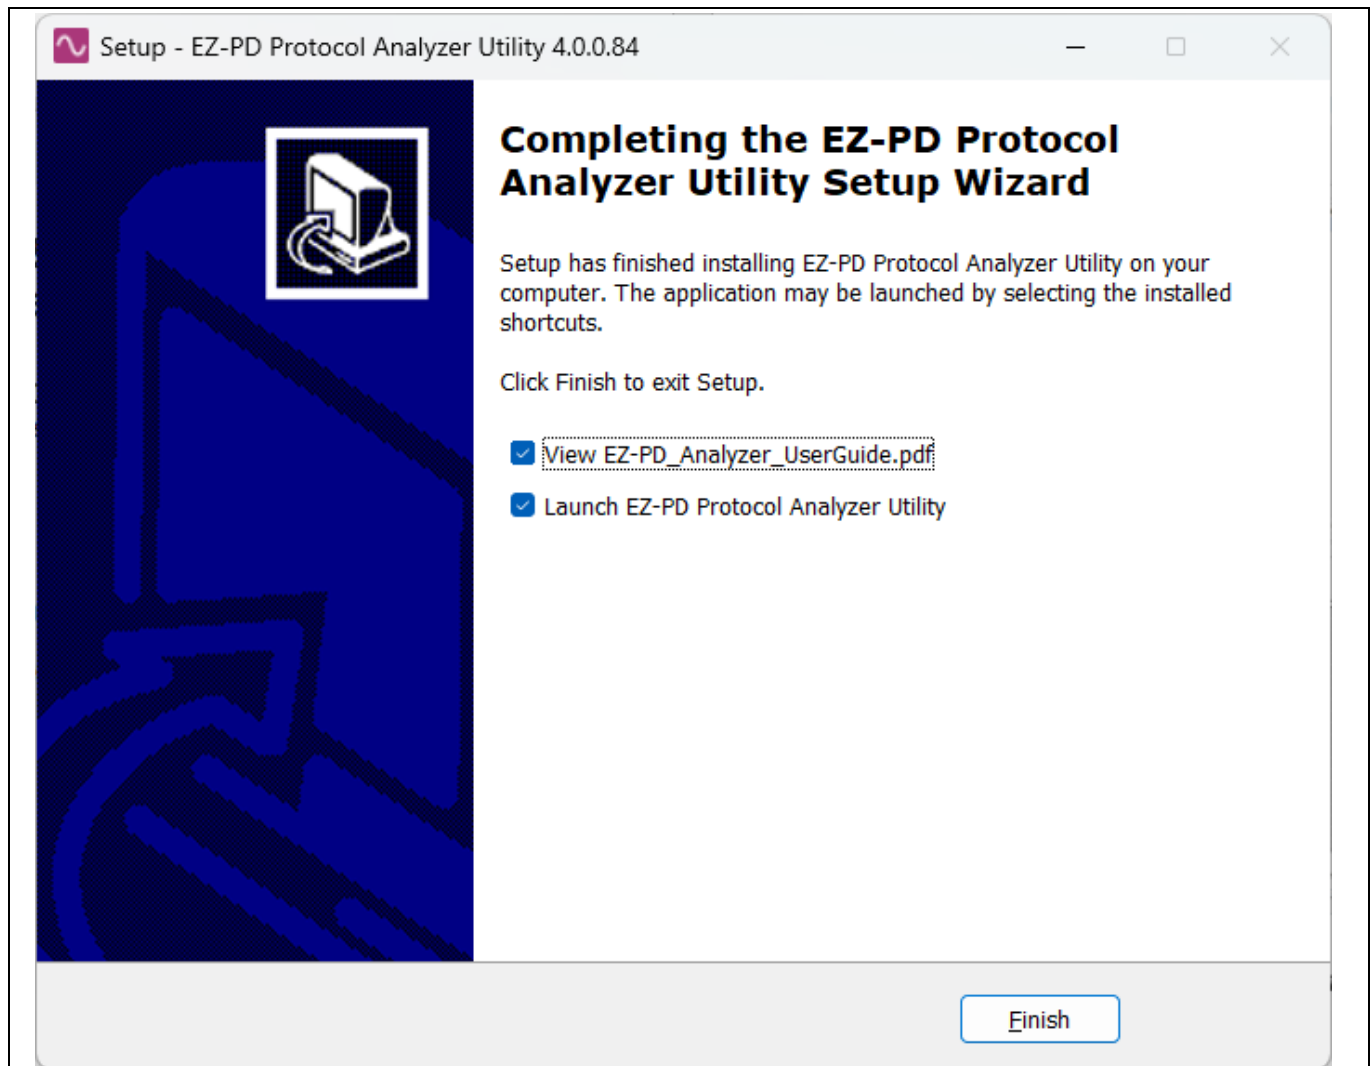 Setup - EZ-PD Protocol Analyzer Utility 4.0.0.84
Completing the EZ-PD Protocol
Analyzer Utility Setup Wizard
Setup has finished installing EZ-PD Protocol Analyzer Utility on your
computer. The application may be launched by selecting the installed
shortcuts.
Click Finish to exit Setup.
View EZ-PD_Analyzer_UserGuide.pdf
Launch EZ-PD Protocol Analyzer Utility
Finish